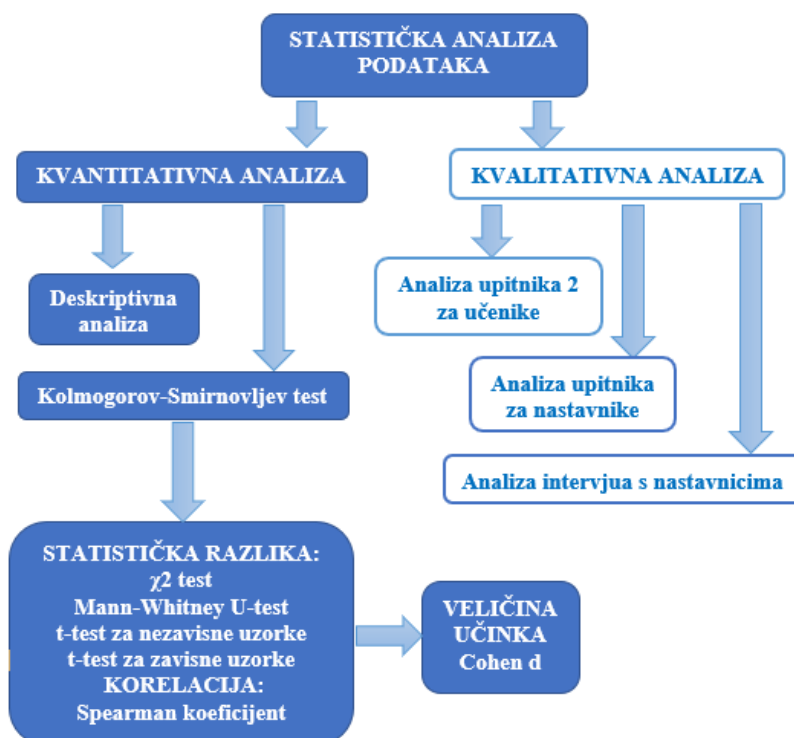 STATISTIČKA ANALIZA
PODATAKA
KVANTITATIVNA ANALIZA
KVALITATIVNA ANALIZA
Deskriptivna
analiza
Analiza upitnika 2
za učenike
Kolmogorov-Smirnovljev test
Analiza upitnika
za nastavnike
Analiza intervjua s nastavnicima
STATISTIČKA RAZLIKA:
χ2 test
Mann-Whitney U-test
t-test za nezavisne uzorke
t-test za zavisne uzorke
KORELACIJA:
Spearman koeficijent
VELIČINA
UČINKA
Cohen d